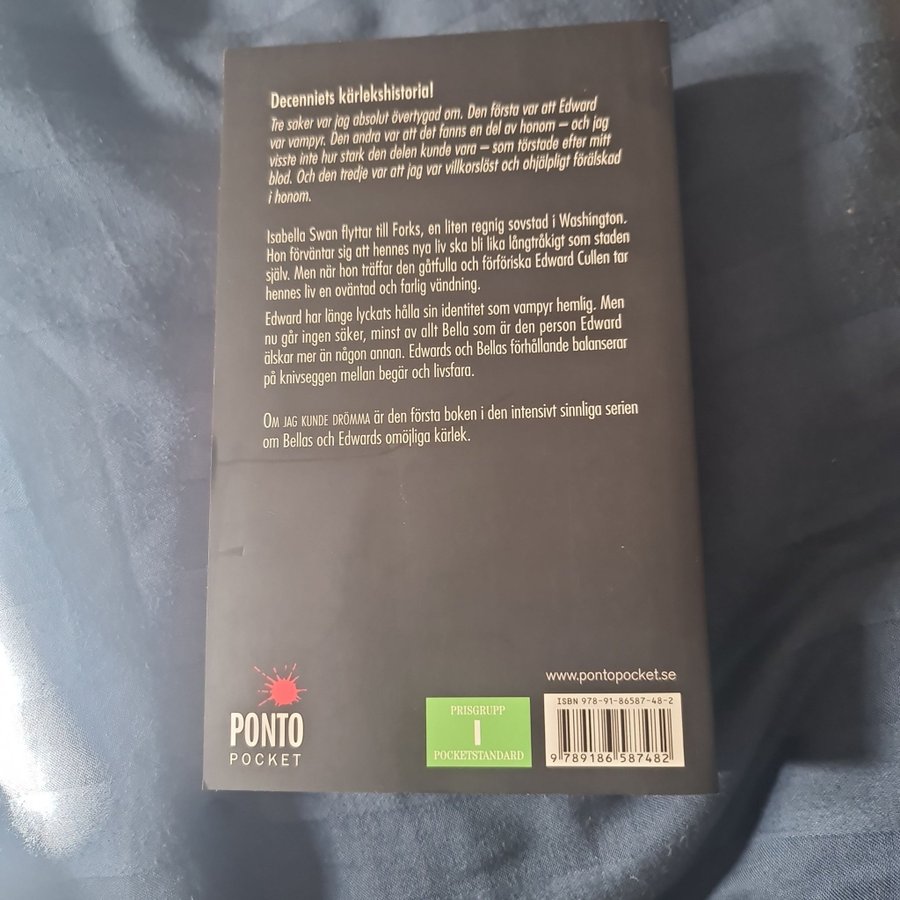 Decenniets kärlekshistoria!
Tre saker var jag absolut övertygad om. Den första var att Edward
var vampyr. Den andra var att det fanns en del av honom – och jag
visste inte hur stark den delen kunde vara – som törstade efter mitt
blod. Och den tredje var att jag var villkorslöst och ohjälpligt förälskad
i honom.
Isabella Swan flyttar till Forks, en liten regnig sovstad i Washington.
Hon förväntar sig att hennes nya liv ska bli lika långtråkigt som staden
själv. Men när hon träffar den gåtfulla och förföriska Edward Cullen tar
hennes liv en oväntad och farlig vändning.
Edward har länge lyckats hålla sin identitet som vampyr hemlig. Men
nu går ingen säker, minst av allt Bella som är den person Edward
älskar mer än någon annan. Edwards och Bellas förhållande balanserar
på knivseggen mellan begär och livsfara.
OM JAG KUNDE DRÖMMA är den första boken i den intensivt sinnliga serien
om Bellas och Edwards omöjliga kärlek.
www.pontopocket.se
PONTO
POCKET
PRISGRUPP
I
POCKETSTANDARD
ISBN 978-91-86587-48-2
9 789186 587482